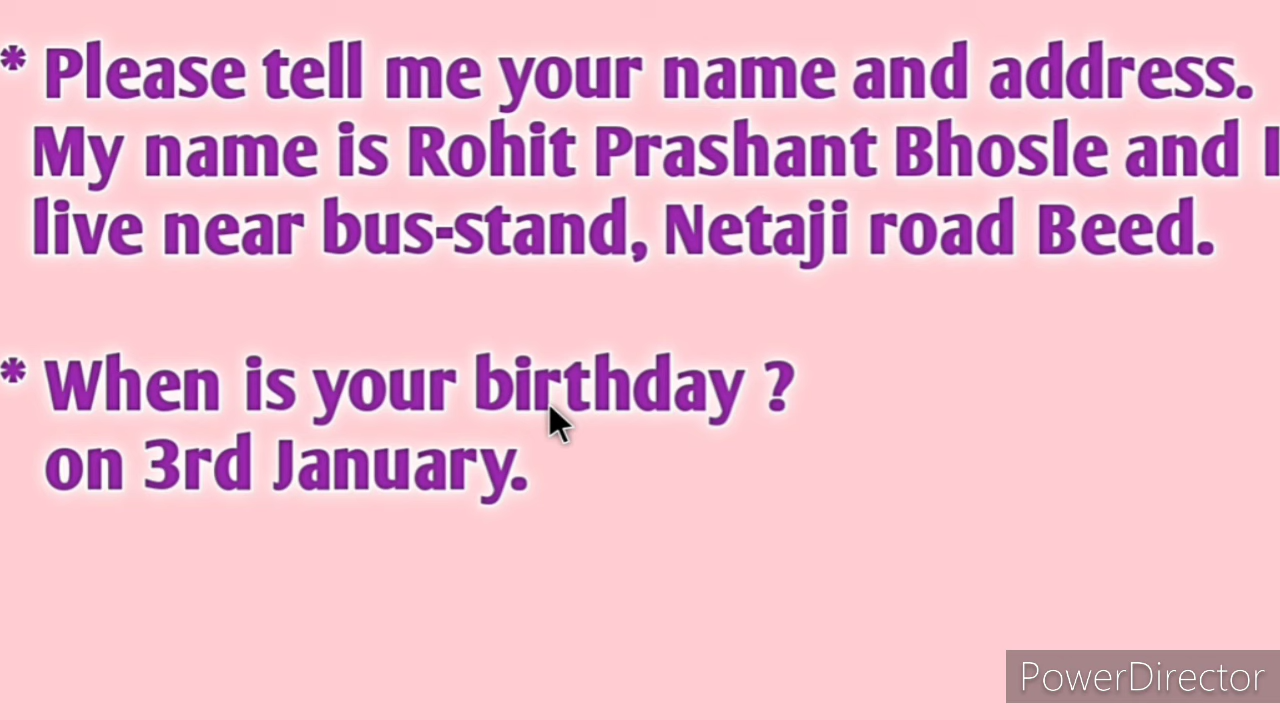 * Please tell me your name and address.
My name is Rohit Prashant Bhosle and I
live near bus-stand, Netaji road Beed.
* When is your birthday ?
on 3rd January.
PowerDirector